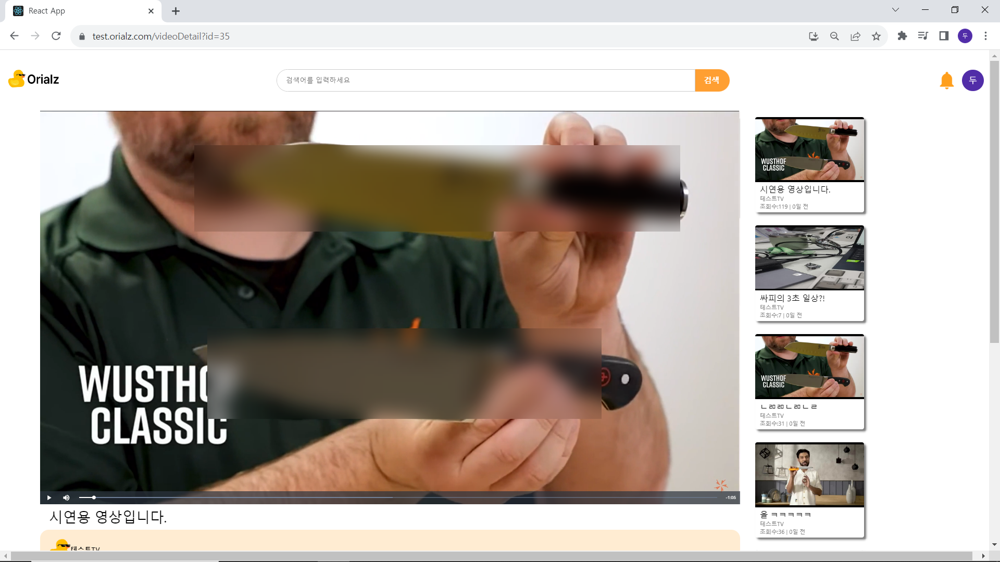 React App
test.orialz.com/videoDetail?id=35
두
Orialz
검색어를 입력하세요
검색
두
WUSTHO
CLASSIC
-1:05
시연용 영상입니다.
테스트TV
WUSTHOF
CLASSIC
시연용 영상입니다.
테스트TV
조회수:119 | 0일 전
싸피의 3초 일상?!
테스트TV
조회수:7 | 0일 전
WUSTHOF
CLASSIC
테스트TV
조회수:31 | 0일 전
올 ㅋㅋㅋㅋㅋ
테스트TV
조회수:36 | 0일 전